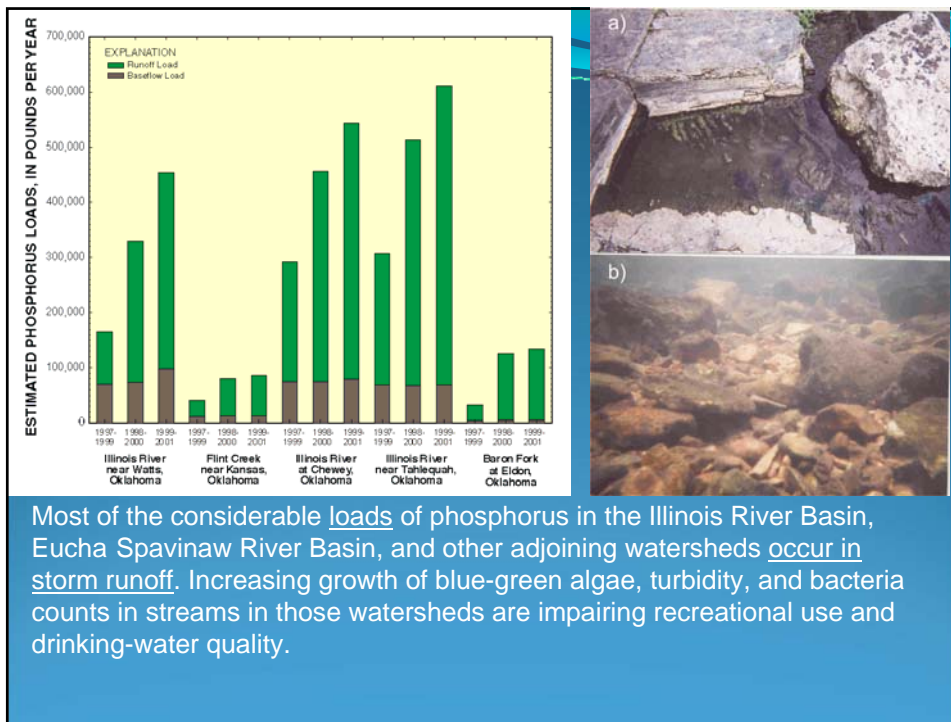 ESTIMATED PHOSPHORUS LOADS, IN POUNDS PER YEAR
700,000
600,000
500,000
400,000
300,000
200,000
100,000
0
EXPLANATION
Runoff Load
Baseflow Load
1997-
1999
1998-
2000
1999-
2001
1997-
1999
1998-
2000
1999-
2001
1997-
1999
1998-
2000
1999-
2001
1997-
1999
1998-
2000
1999-
2001
1997-
1999
1998-
2000
1999-
2001
Illinois River
near Watts,
Oklahoma
Flint Creek
near Kansas,
Oklahoma
Illinois River
at Chewey,
Oklahoma
Illinois River
near Tahlequah,
Oklahoma
Baron Fork
at Eldon,
Oklahoma
a)
b)
Most of the considerable loads of phosphorus in the Illinois River Basin,
Eucha Spavinaw River Basin, and other adjoining watersheds occur in
storm runoff. Increasing growth of blue-green algae, turbidity, and bacteria
counts in streams in those watersheds are impairing recreational use and
drinking-water quality.